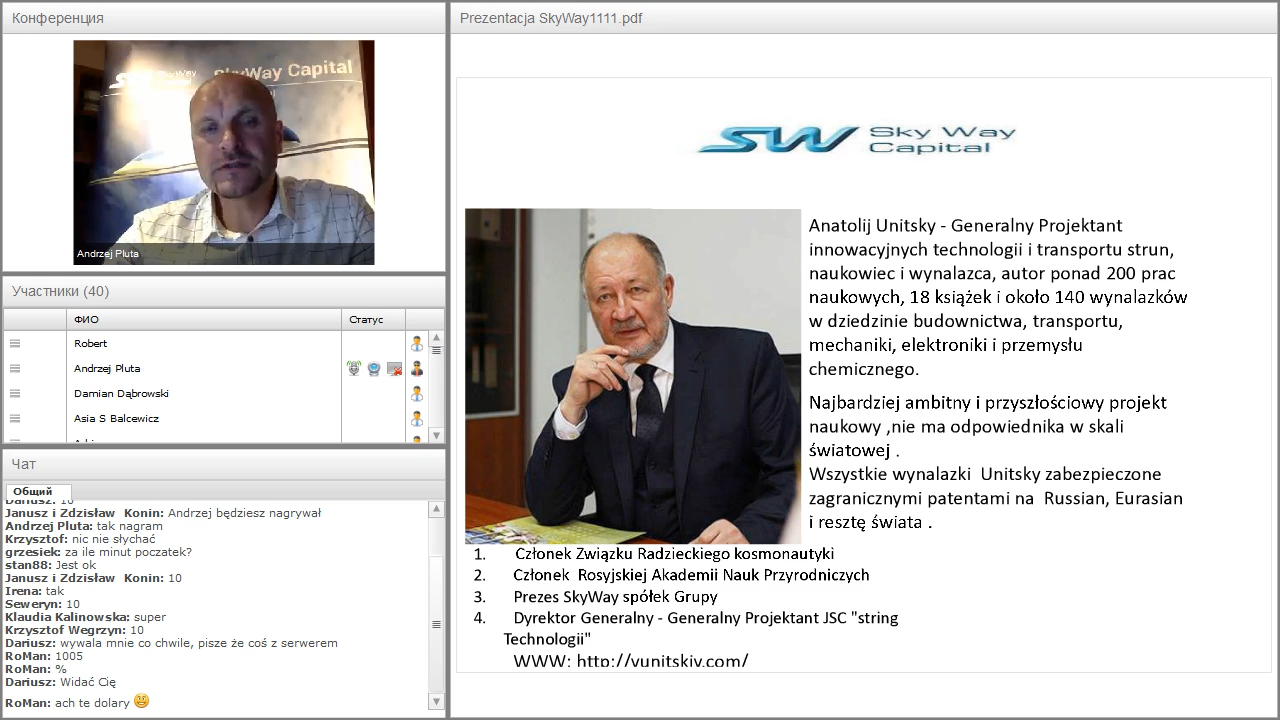 Конференция
SkyWay
SkyWay Capital
Andrzej Pluta
Участники (40)
ФИО
Статус
Robert
Andrzej Pluta
Damian Dąbrowski
Asia S Balcewicz
Чат
Общий
Dariusz: 10
Janusz i Zdzisław Konin: Andrzej będziesz nagrywał
Andrzej Pluta: tak nagram
Krzysztof: nic nie słychać
grzesiek: za ile minut poczatek?
stan88: Jest ok
Janusz i Zdzisław Konin: 10
Irena: tak
Seweryn: 10
Klaudia Kalinowska: super
Krzysztof Wegrzyn: 10
Dariusz: wywala mnie co chwile, pisze że coś z serwerem
RoMan: 1005
RoMan: %
Dariusz: Widać Cię
RoMan: ach te dolary
Prezentacja SkyWay1111.pdf
SW Sky Way
Capital
Anatolij Unitsky - Generalny Projektant
innowacyjnych technologii i transportu strun,
naukowiec i wynalazca, autor ponad 200 prac
naukowych, 18 książek i około 140 wynalazków
w dziedzinie budownictwa, transportu,
mechaniki, elektroniki i przemysłu
chemicznego.
Najbardziej ambitny i przyszłościowy projekt
naukowy ,nie ma odpowiednika w skali
światowej .
Wszystkie wynalazki Unitsky zabezpieczone
zagranicznymi patentami na Russian, Eurasian
i resztę świata .
1. Członek Związku Radzieckiego kosmonautyki
2. Członek Rosyjskiej Akademii Nauk Przyrodniczych
3. Prezes SkyWay spółek Grupy
4. Dyrektor Generalny - Generalny Projektant JSC "string
Technologii"
WWW: http://yunitskiy.com/